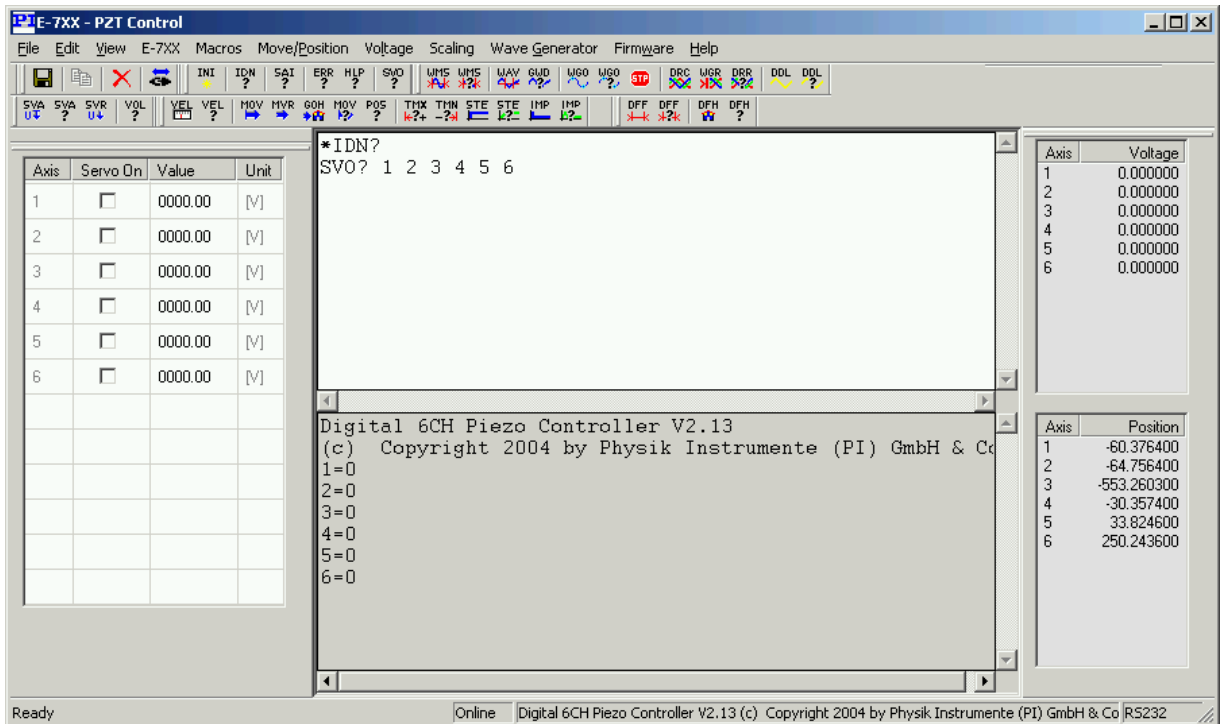 PI E-7XX - PZT Control
File Edit View E-7XX Macros Move/Position Voltage Scaling Wave Generator Firmware Help
INI IDN ? SAI ? ERR ? HLP ? SVO ? WMS WMS ? WAV GWD ? WGO WGO ? STP DRC WGR DRR ? DDL DDL ?
SVA SVA ? SVR VOL ? VEL VEL ? MOV MVR GOH MOV ? POS ? TMX ? TMN ? STE STE ? IMP IMP ? DFF DFF ? DFH DFH ?
Axis Servo On Value Unit
1 0000.00 [V]
2 0000.00 [V]
3 0000.00 [V]
4 0000.00 [V]
5 0000.00 [V]
6 0000.00 [V]
*IDN?
SVO? 1 2 3 4 5 6
Digital 6CH Piezo Controller V2.13
(c) Copyright 2004 by Physik Instrumente (PI) GmbH & Co
1=0
2=0
3=0
4=0
5=0
6=0
Axis Voltage
1 0.000000
2 0.000000
3 0.000000
4 0.000000
5 0.000000
6 0.000000
Axis Position
1 -60.376400
2 -64.756400
3 -553.260300
4 -30.357400
5 33.824600
6 250.243600
Ready
Online
Digital 6CH Piezo Controller V2.13 (c) Copyright 2004 by Physik Instrumente (PI) GmbH & Co
RS232